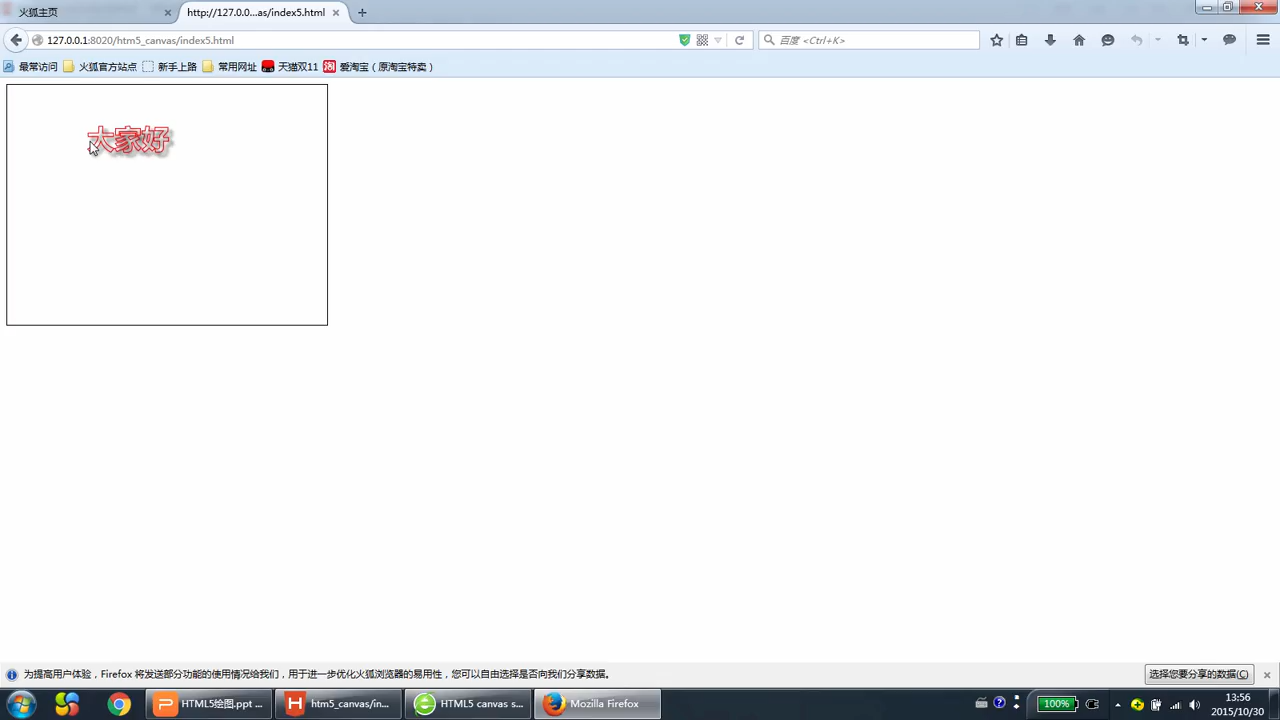 火狐主页
http://127.0.0...as/index5.html
127.0.0.1:8020/htm5_canvas/index5.html
百度 <Ctrl+K>
最常访问 火狐官方站点 新手上路 常用网址 天猫双11 淘 爱淘宝（原淘宝特卖）
大家好
为提高用户体验，Firefox 将发送部分功能的使用情况给我们，用于进一步优化火狐浏览器的易用性，您可以自由选择是否向我们分享数据。
选择您要分享的数据(C)
HTML5绘图.ppt ...
htm5_canvas/in...
HTML5 canvas s...
Mozilla Firefox
100%
13:56
2015/10/30